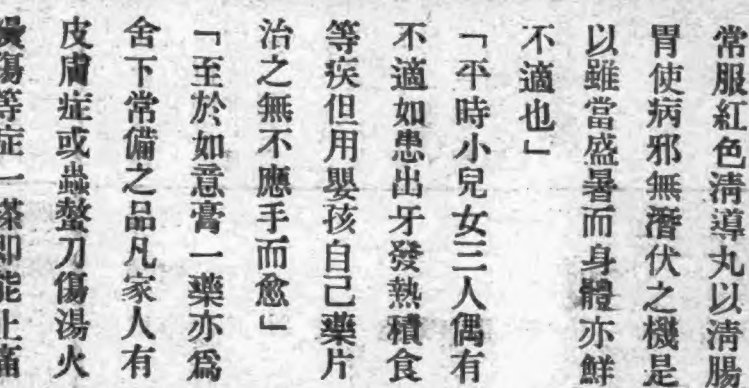 常服紅色清導丸以清腸
胃使病邪無潛伏之機是
以雖當盛暑而身體亦鮮
不適也」
「平時小兒女三人偶有
不適如患出牙發熱積食
等疾但用嬰孩自己藥片
治之無不應手而愈」
「至於如意膏一藥亦爲
舍下常備之品凡家人有
皮膚症或蟲螫刀傷湯火
傷等症一搽即能止痛